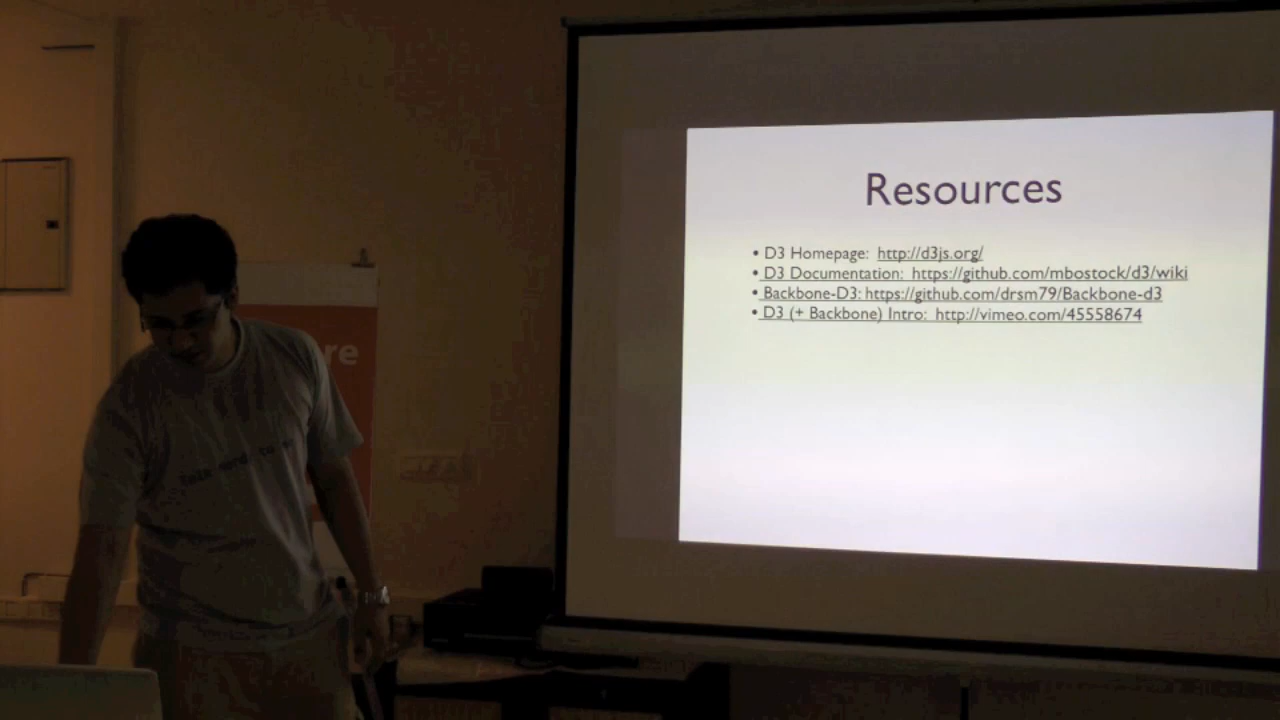 Resources
• D3 Homepage: http://d3js.org/
• D3 Documentation: https://github.com/mbostock/d3/wiki
• Backbone-D3: https://github.com/drsm79/Backbone-d3
• D3 (+ Backbone) Intro: http://vimeo.com/45558674
re